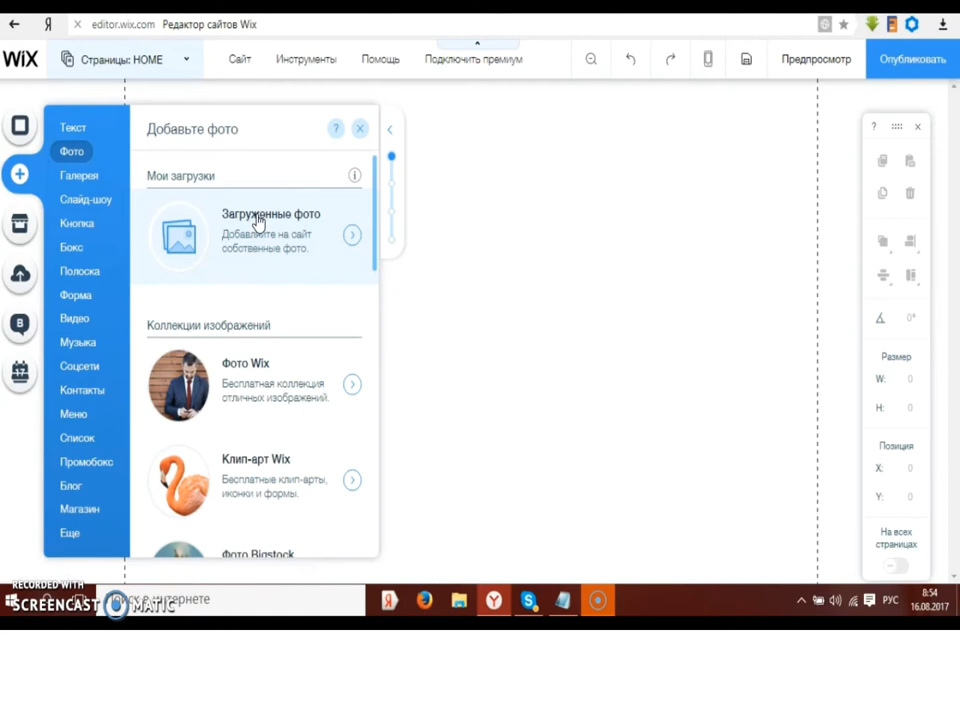 editor.wix.com Редактор сайтов Wix
WiX Страницы: HOME Сайт Инструменты Помощь Подключить премиум Предпросмотр Опубликовать
Текст
Фото
Галерея
Слайд-шоу
Кнопка
Бокс
Полоска
Форма
Видео
Музыка
Соцсети
Контакты
Меню
Список
Промобокс
Блог
Магазин
Еще
Добавьте фото
Мои загрузки
Загруженные фото
Добавляйте на сайт
собственные фото.
Коллекции изображений
Фото Wix
Бесплатная коллекция
отличных изображений.
Клип-арт Wix
Бесплатные клип-арты,
иконки и формы.
Фото Bigstock
0°
Размер
W: 0
H: 0
Позиция
X: 0
Y: 0
На всех
страницах
RECORDED WITH
SCREENCAST MATIC
в интернете
РУС
8:54
16.08.2017